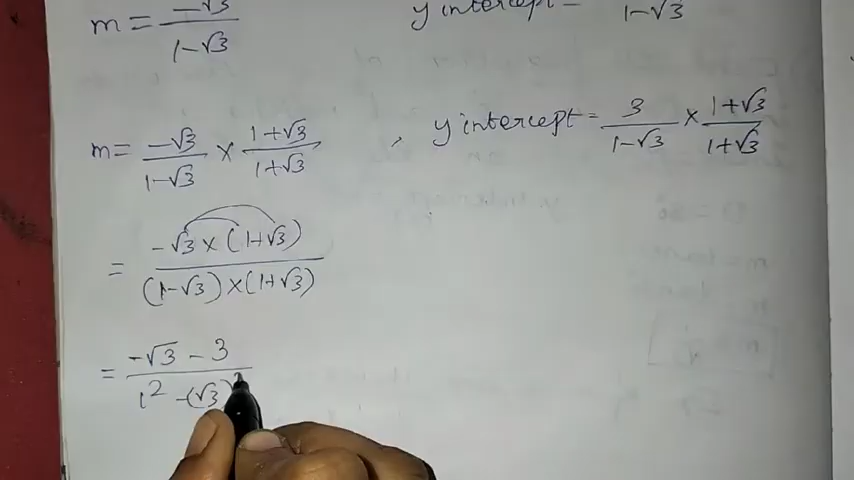 m = -√3 / 1-√3 y intercept = / 1-√3
m = -√3 / 1-√3 × 1+√3 / 1+√3 , y intercept = 3 / 1-√3 × 1+√3 / 1+√3
= -√3 × (1+√3) / (1-√3) × (1+√3)
= -√3 - 3 / 1² - (√3)²